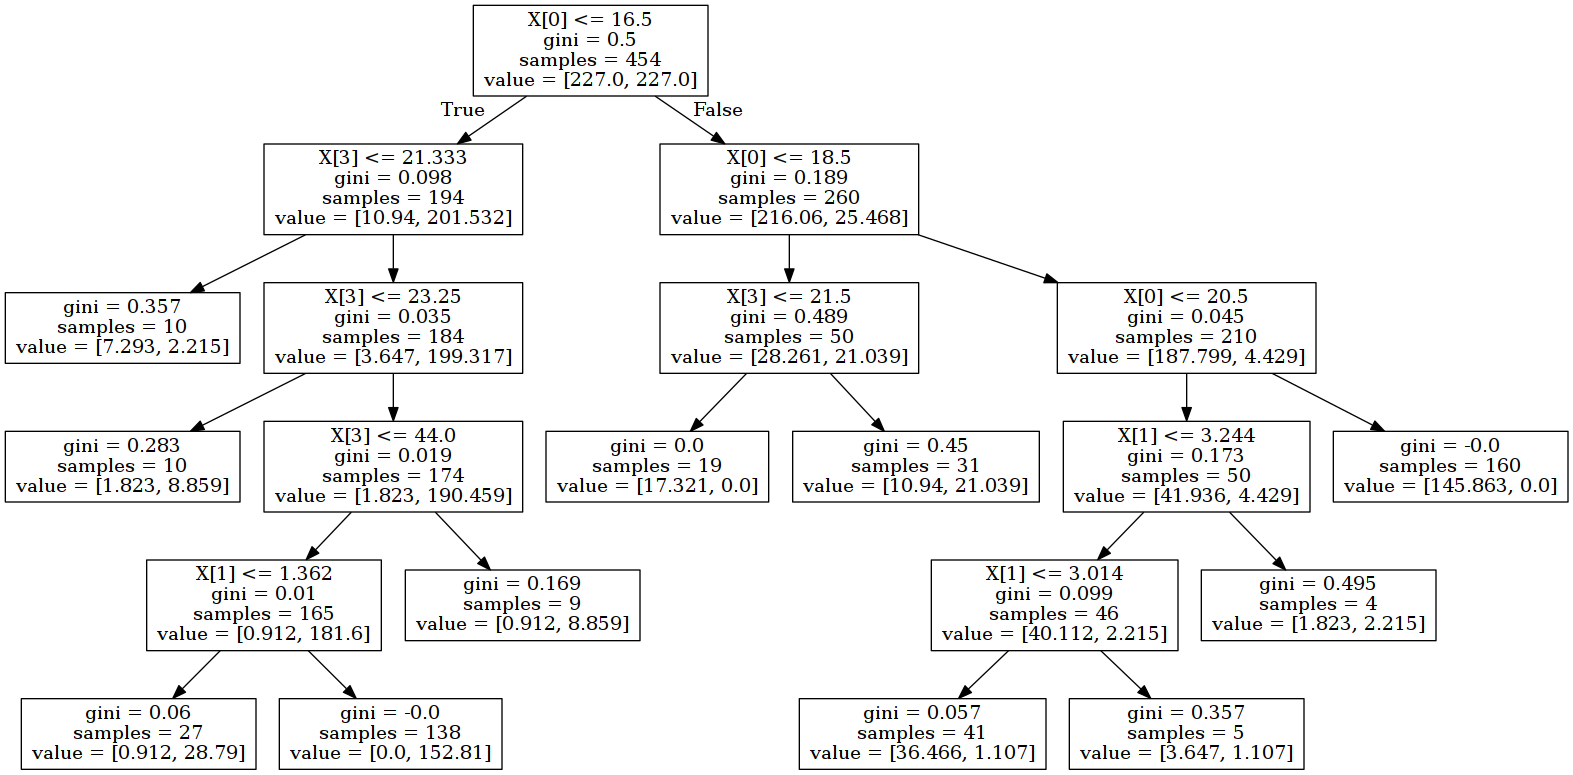 X[0] <= 16.5
gini = 0.5
samples = 454
value = [227.0, 227.0]
True
False
X[3] <= 21.333
gini = 0.098
samples = 194
value = [10.94, 201.532]
X[0] <= 18.5
gini = 0.189
samples = 260
value = [216.06, 25.468]
gini = 0.357
samples = 10
value = [7.293, 2.215]
X[3] <= 23.25
gini = 0.035
samples = 184
value = [3.647, 199.317]
X[3] <= 21.5
gini = 0.489
samples = 50
value = [28.261, 21.039]
X[0] <= 20.5
gini = 0.045
samples = 210
value = [187.799, 4.429]
gini = 0.283
samples = 10
value = [1.823, 8.859]
X[3] <= 44.0
gini = 0.019
samples = 174
value = [1.823, 190.459]
gini = 0.0
samples = 19
value = [17.321, 0.0]
gini = 0.45
samples = 31
value = [10.94, 21.039]
X[1] <= 3.244
gini = 0.173
samples = 50
value = [41.936, 4.429]
gini = -0.0
samples = 160
value = [145.863, 0.0]
X[1] <= 1.362
gini = 0.01
samples = 165
value = [0.912, 181.6]
gini = 0.169
samples = 9
value = [0.912, 8.859]
X[1] <= 3.014
gini = 0.099
samples = 46
value = [40.112, 2.215]
gini = 0.495
samples = 4
value = [1.823, 2.215]
gini = 0.06
samples = 27
value = [0.912, 28.79]
gini = -0.0
samples = 138
value = [0.0, 152.81]
gini = 0.057
samples = 41
value = [36.466, 1.107]
gini = 0.357
samples = 5
value = [3.647, 1.107]